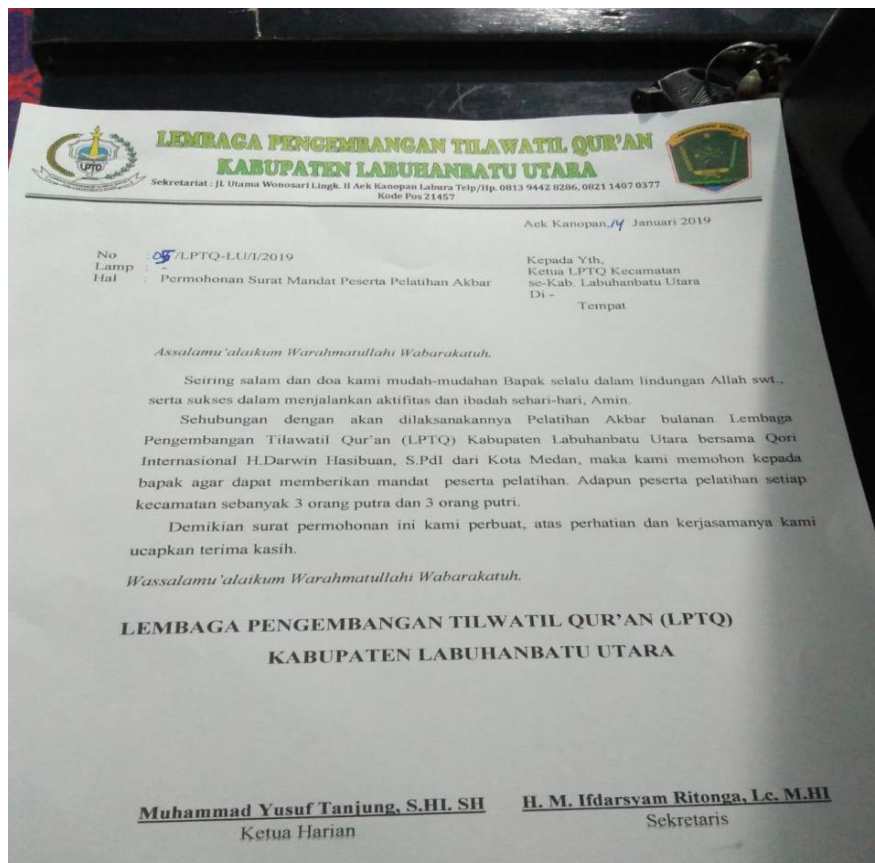 LEMBAGA PENGEMBANGAN TILAWATIL QUR'AN
KABUPATEN LABUHANBATU UTARA
Sekretariat : Jl. Utama Wonosari Lingk. II Aek Kanopan Labura Telp/Hp. 0813 9442 8286, 0821 1407 0377
Kode Pos 21457
LPTQ
Aek Kanopan, 14 Januari 2019
No : 05/LPTQ-LU/I/2019
Lamp : -
Hal : Permohonan Surat Mandat Peserta Pelatihan Akbar
Kepada Yth,
Ketua LPTQ Kecamatan
se-Kab. Labuhanbatu Utara
Di -
Tempat
Assalamu'alaikum Warahmatullahi Wabarakatuh.
Seiring salam dan doa kami mudah-mudahan Bapak selalu dalam lindungan Allah swt.,
serta sukses dalam menjalankan aktifitas dan ibadah sehari-hari, Amin.
Sehubungan dengan akan dilaksanakannya Pelatihan Akbar bulanan Lembaga
Pengembangan Tilawatil Qur'an (LPTQ) Kabupaten Labuhanbatu Utara bersama Qori
Internasional H.Darwin Hasibuan, S.PdI dari Kota Medan, maka kami memohon kepada
bapak agar dapat memberikan mandat peserta pelatihan. Adapun peserta pelatihan setiap
kecamatan sebanyak 3 orang putra dan 3 orang putri.
Demikian surat permohonan ini kami perbuat, atas perhatian dan kerjasamanya kami
ucapkan terima kasih.
Wassalamu'alaikum Warahmatullahi Wabarakatuh.
LEMBAGA PENGEMBANGAN TILWATIL QUR'AN (LPTQ)
KABUPATEN LABUHANBATU UTARA
Muhammad Yusuf Tanjung, S.HI. SH
Ketua Harian
H. M. Ifdarsyam Ritonga, Lc. M.HI
Sekretaris